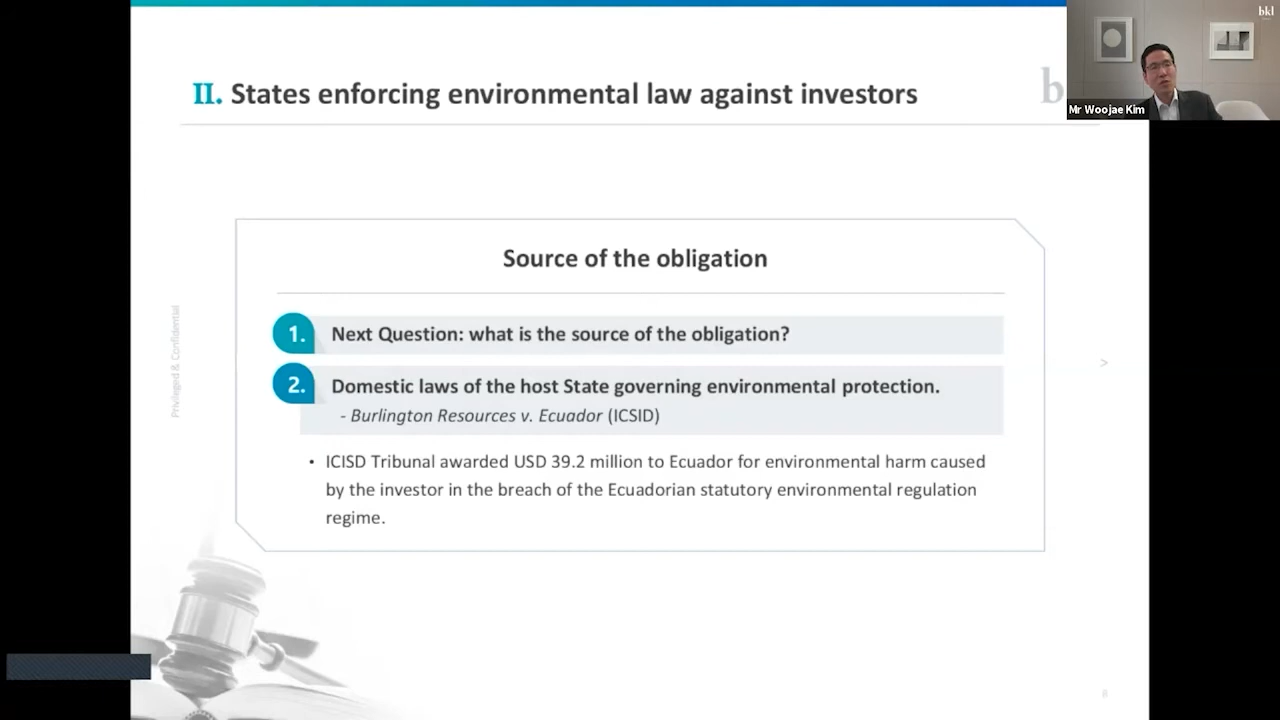 bkl
II. States enforcing environmental law against investors
b
Mr Woojae Kim
Source of the obligation
1. Next Question: what is the source of the obligation?
2. Domestic laws of the host State governing environmental protection.
- Burlington Resources v. Ecuador (ICSID)
• ICISD Tribunal awarded USD 39.2 million to Ecuador for environmental harm caused
by the investor in the breach of the Ecuadorian statutory environmental regulation
regime.
Privileged & Confidential
>
8